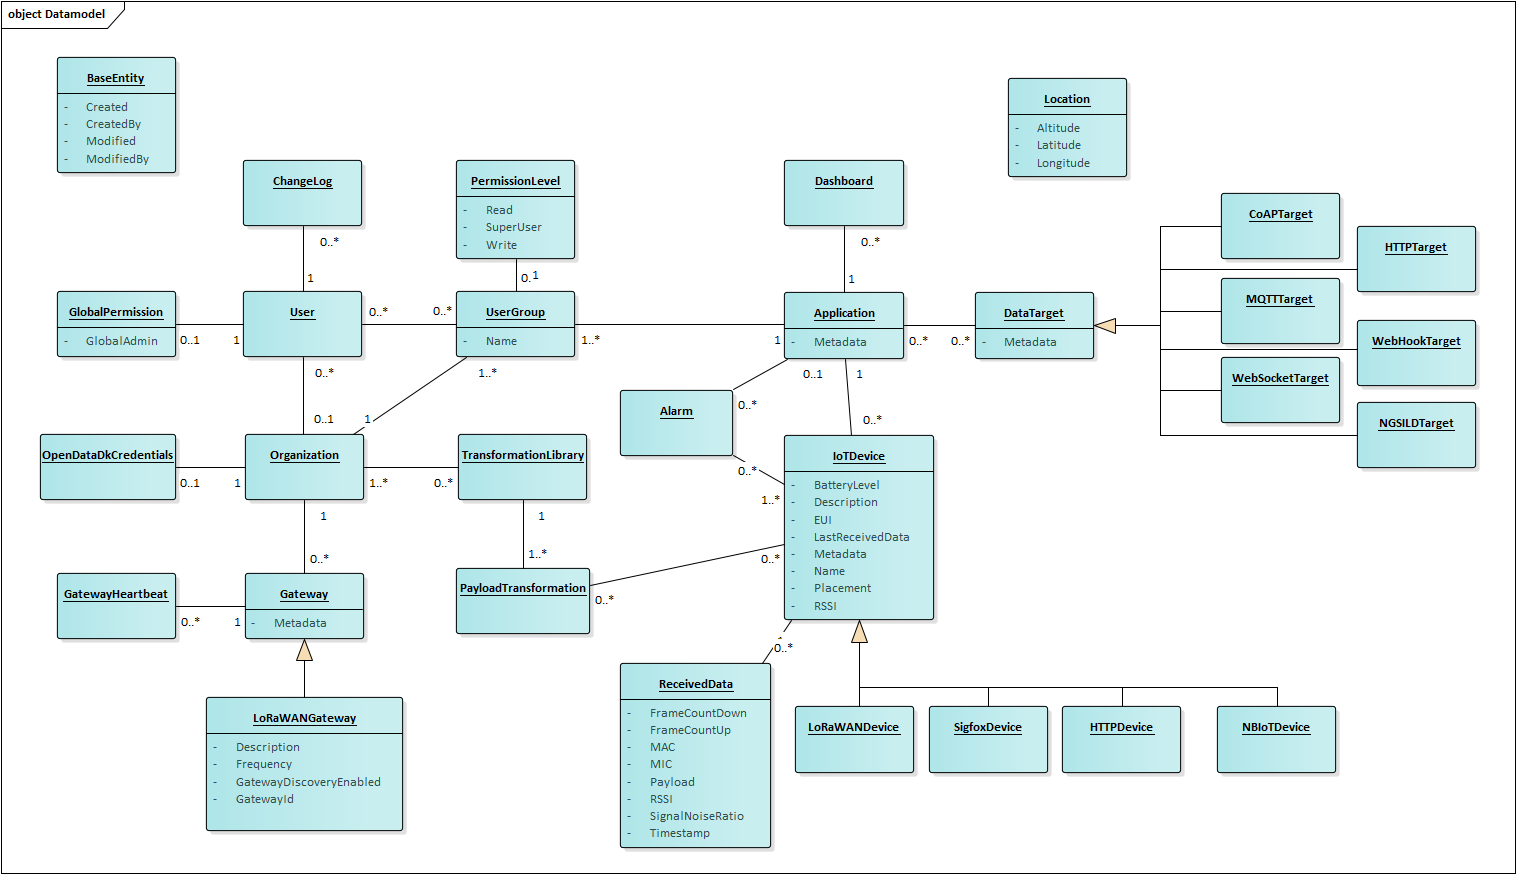 object Datamodel
BaseEntity
- Created
- CreatedBy
- Modified
- ModifiedBy
Location
- Altitude
- Latitude
- Longitude
ChangeLog
0..*
1
PermissionLevel
- Read
- SuperUser
- Write
0..1
Dashboard
0..*
1
CoAPTarget
HTTPTarget
MQTTTarget
WebHookTarget
WebSocketTarget
NGSILDTarget
GlobalPermission
- GlobalAdmin
0..1
1
User
0..*
0..*
UserGroup
- Name
1..*
1
Application
- Metadata
0..*
0..*
DataTarget
- Metadata
0..*
0..1
1..*
1
0..1
1
0..*
Alarm
0..*
0..*
1..*
OpenDataDkCredentials
0..1
1
Organization
1..*
0..*
TransformationLibrary
1
0..*
1
1..*
IoTDevice
- BatteryLevel
- Description
- EUI
- LastReceivedData
- Metadata
- Name
- Placement
- RSSI
0..*
0..*
PayloadTransformation
GatewayHeartbeat
0..*
1
Gateway
- Metadata
LoRaWANGateway
- Description
- Frequency
- GatewayDiscoveryEnabled
- GatewayId
0..*
ReceivedData
- FrameCountDown
- FrameCountUp
- MAC
- MIC
- Payload
- RSSI
- SignalNoiseRatio
- Timestamp
LoRaWANDevice
SigfoxDevice
HTTPDevice
NBIoTDevice